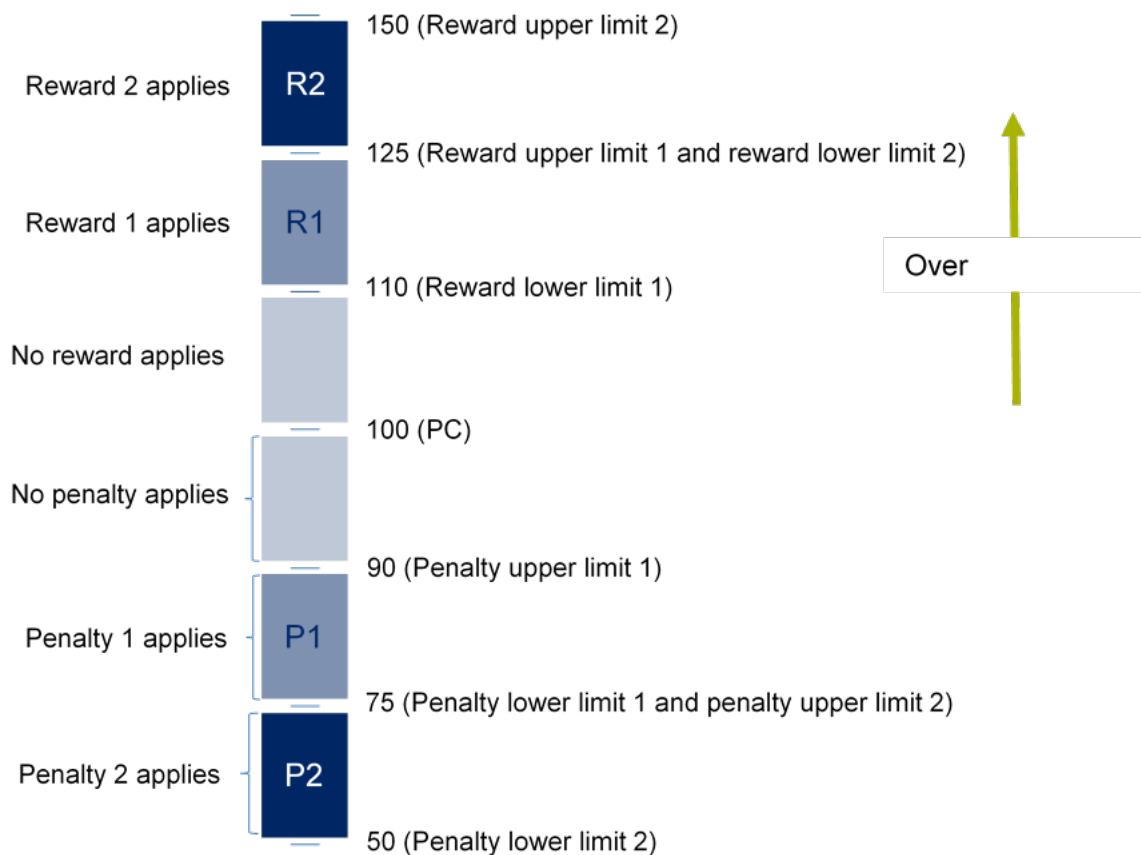 150 (Reward upper limit 2)
Reward 2 applies
R2
125 (Reward upper limit 1 and reward lower limit 2)
Reward 1 applies
R1
Over
110 (Reward lower limit 1)
No reward applies
100 (PC)
No penalty applies
90 (Penalty upper limit 1)
Penalty 1 applies
P1
75 (Penalty lower limit 1 and penalty upper limit 2)
Penalty 2 applies
P2
50 (Penalty lower limit 2)